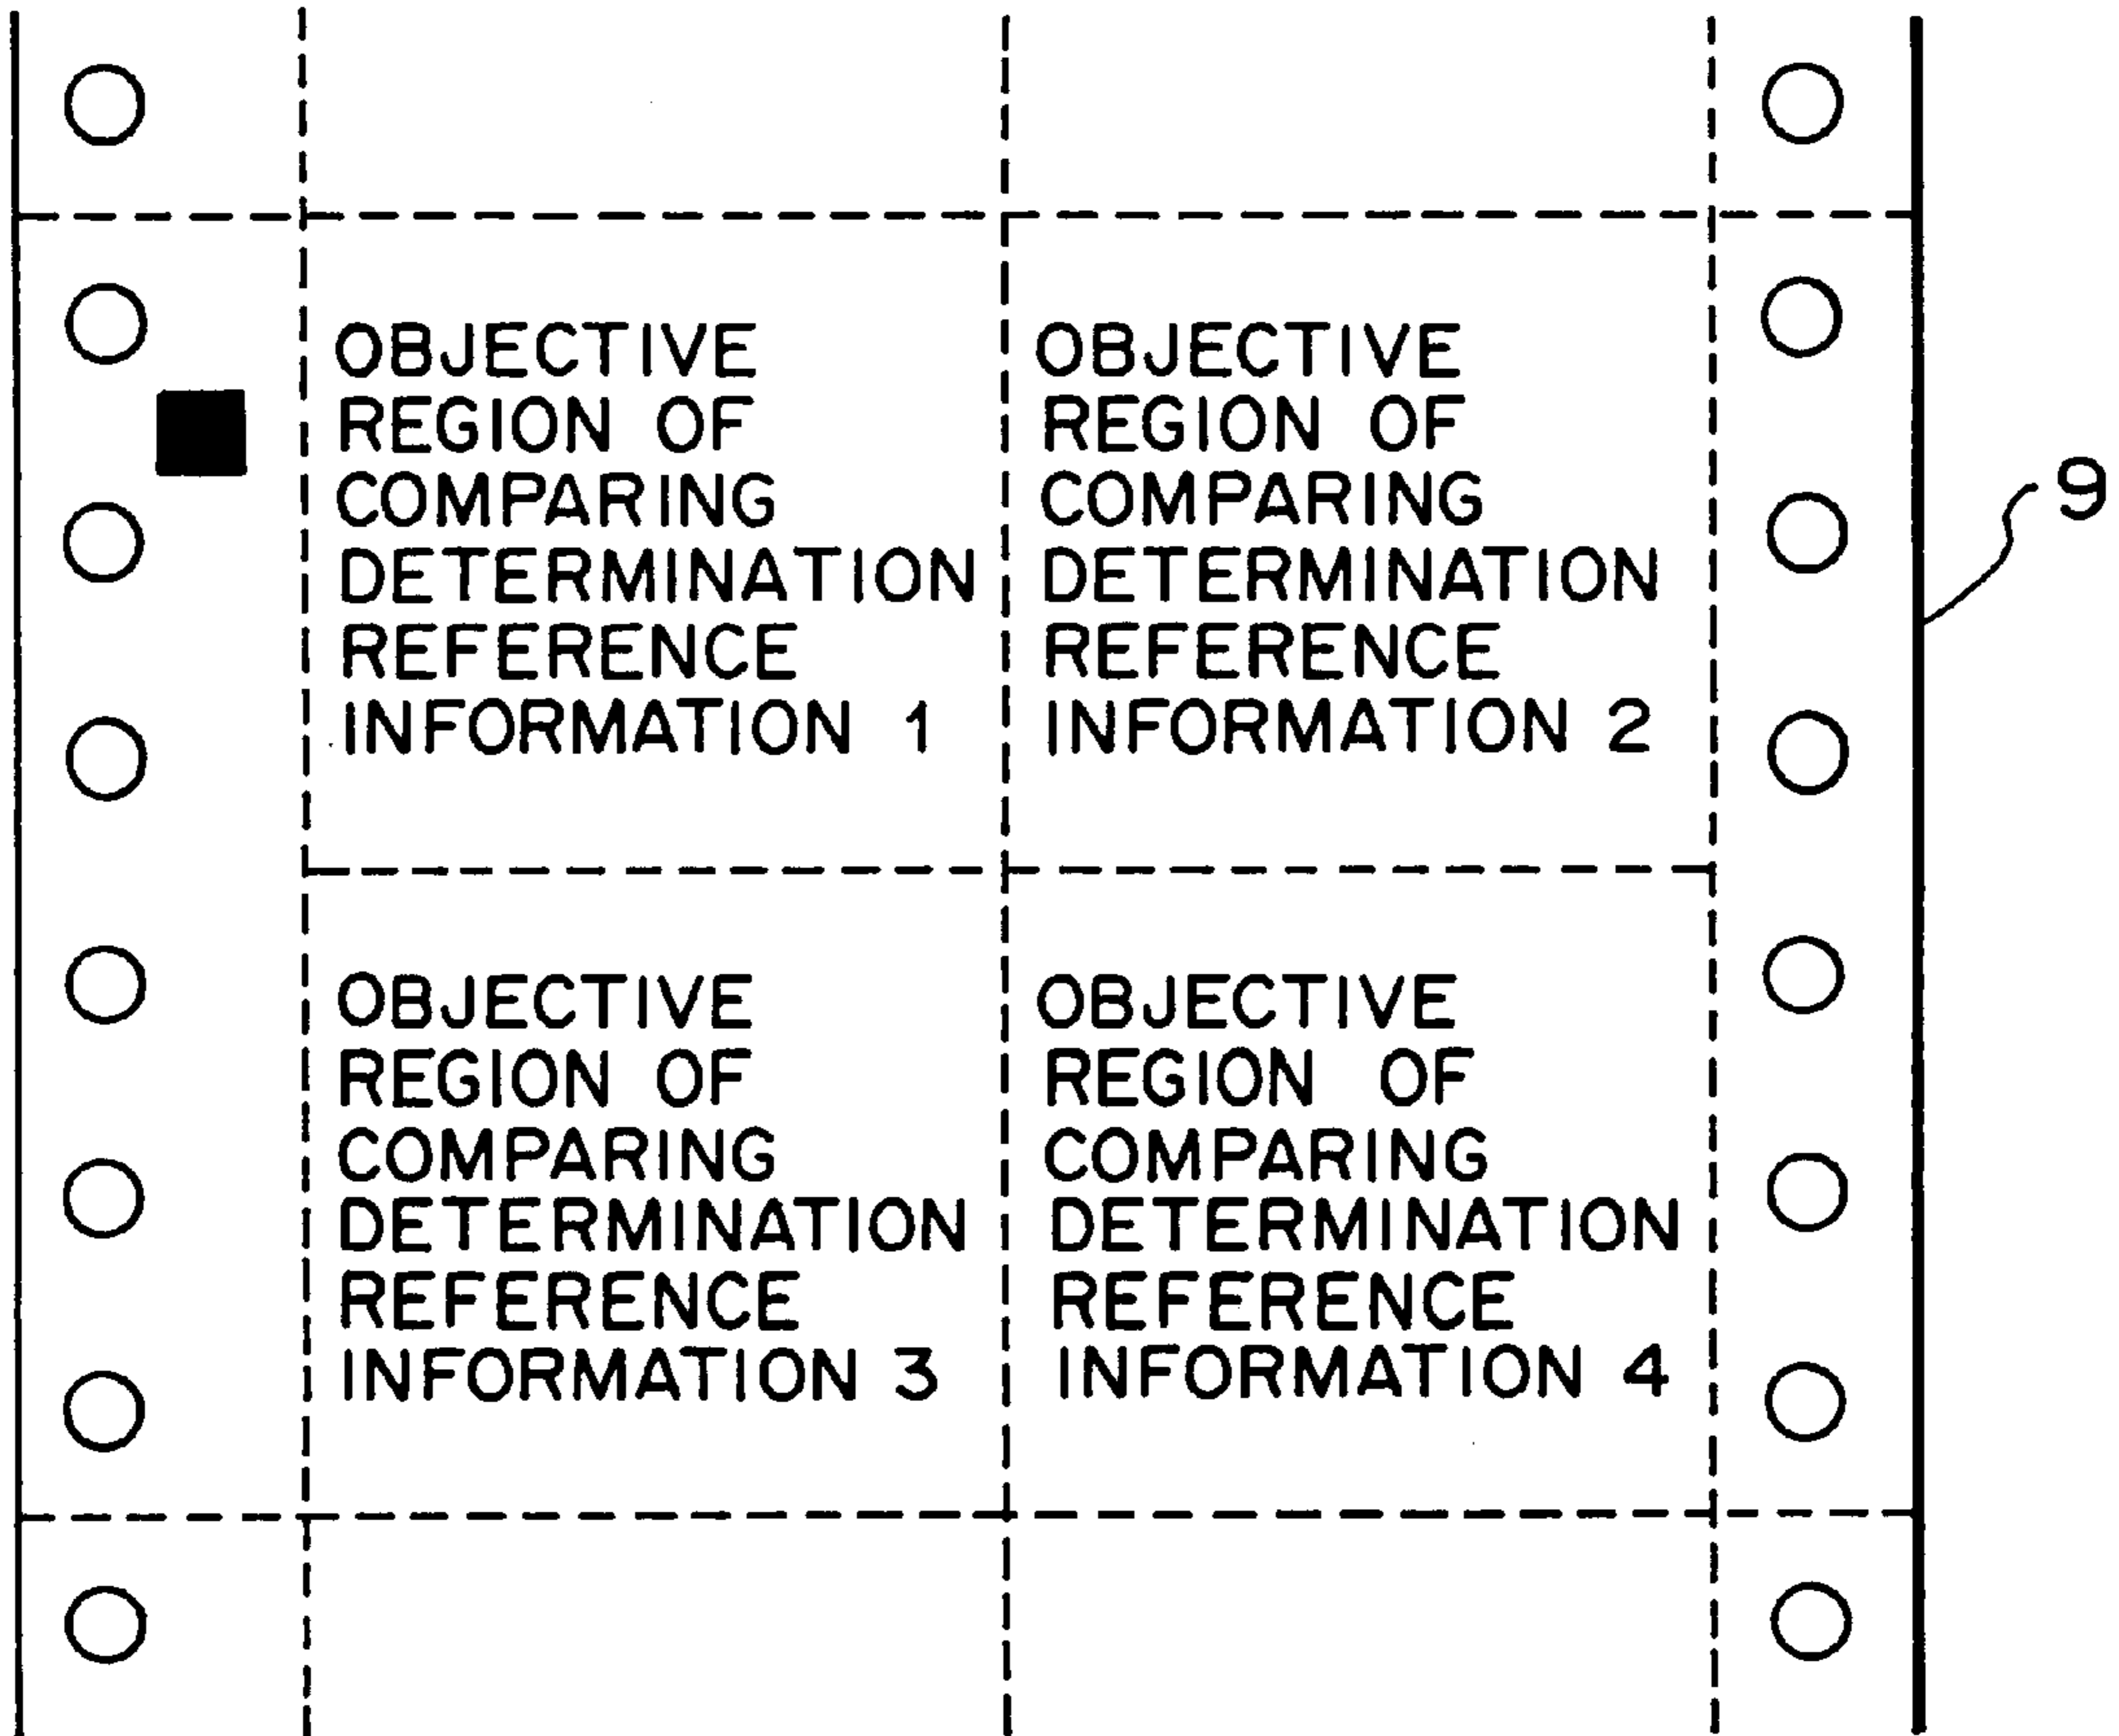 OBJECTIVE
REGION OF
COMPARING
DETERMINATION
REFERENCE
INFORMATION 1
OBJECTIVE
REGION OF
COMPARING
DETERMINATION
REFERENCE
INFORMATION 2
9
OBJECTIVE
REGION OF
COMPARING
DETERMINATION
REFERENCE
INFORMATION 3
OBJECTIVE
REGION OF
COMPARING
DETERMINATION
REFERENCE
INFORMATION 4